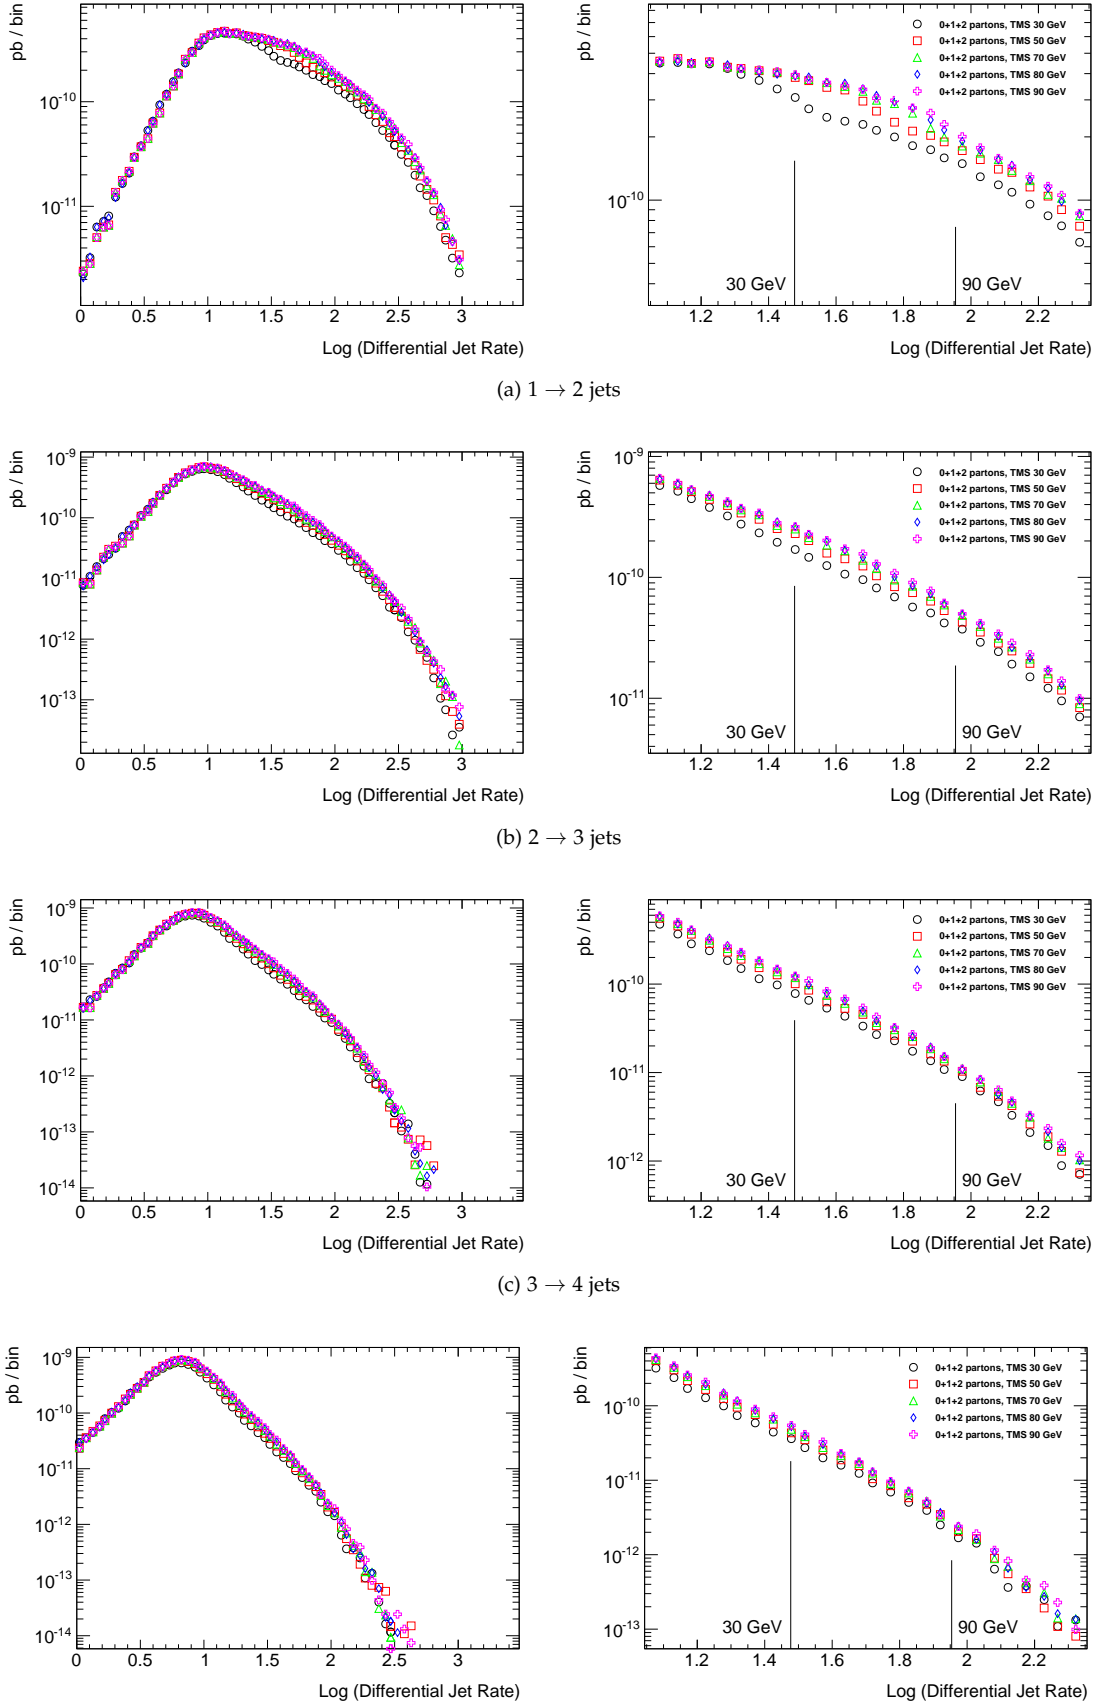 pb / bin
10⁻¹⁰
10⁻¹¹
0 0.5 1 1.5 2 2.5 3
Log (Differential Jet Rate)
pb / bin
0+1+2 partons, TMS 30 GeV
0+1+2 partons, TMS 50 GeV
0+1+2 partons, TMS 70 GeV
0+1+2 partons, TMS 80 GeV
0+1+2 partons, TMS 90 GeV
10⁻¹⁰
30 GeV
90 GeV
1.2 1.4 1.6 1.8 2 2.2
Log (Differential Jet Rate)
(a) 1 → 2 jets
pb / bin
10⁻⁹
10⁻¹⁰
10⁻¹¹
10⁻¹²
10⁻¹³
0 0.5 1 1.5 2 2.5 3
Log (Differential Jet Rate)
pb / bin
10⁻⁹
0+1+2 partons, TMS 30 GeV
0+1+2 partons, TMS 50 GeV
0+1+2 partons, TMS 70 GeV
0+1+2 partons, TMS 80 GeV
0+1+2 partons, TMS 90 GeV
10⁻¹⁰
10⁻¹¹
30 GeV
90 GeV
1.2 1.4 1.6 1.8 2 2.2
Log (Differential Jet Rate)
(b) 2 → 3 jets
pb / bin
10⁻⁹
10⁻¹⁰
10⁻¹¹
10⁻¹²
10⁻¹³
10⁻¹⁴
0 0.5 1 1.5 2 2.5 3
Log (Differential Jet Rate)
pb / bin
0+1+2 partons, TMS 30 GeV
0+1+2 partons, TMS 50 GeV
0+1+2 partons, TMS 70 GeV
0+1+2 partons, TMS 80 GeV
0+1+2 partons, TMS 90 GeV
10⁻¹⁰
10⁻¹¹
10⁻¹²
30 GeV
90 GeV
1.2 1.4 1.6 1.8 2 2.2
Log (Differential Jet Rate)
(c) 3 → 4 jets
pb / bin
10⁻⁹
10⁻¹⁰
10⁻¹¹
10⁻¹²
10⁻¹³
10⁻¹⁴
0 0.5 1 1.5 2 2.5 3
Log (Differential Jet Rate)
pb / bin
0+1+2 partons, TMS 30 GeV
0+1+2 partons, TMS 50 GeV
0+1+2 partons, TMS 70 GeV
0+1+2 partons, TMS 80 GeV
0+1+2 partons, TMS 90 GeV
10⁻¹⁰
10⁻¹¹
10⁻¹²
10⁻¹³
30 GeV
90 GeV
1.2 1.4 1.6 1.8 2 2.2
Log (Differential Jet Rate)